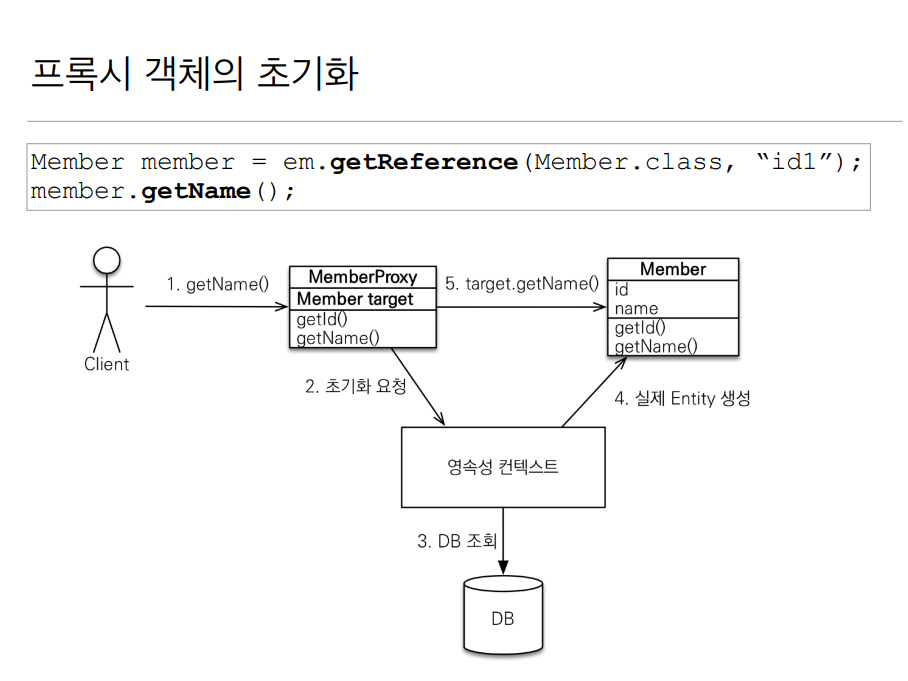 프록시 객체의 초기화
Member member = em.getReference(Member.class, “id1”);
member.getName();
1. getName()
MemberProxy
Member target
getId()
getName()
5. target.getName()
Member
id
name
getId()
getName()
Client
2. 초기화 요청
4. 실제 Entity 생성
영속성 컨텍스트
3. DB 조회
DB